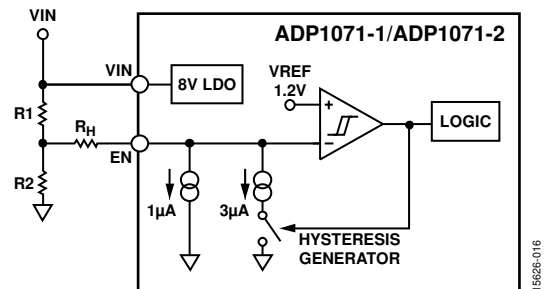 VIN
ADP1071-1/ADP1071-2
VIN
8V LDO
VREF
1.2V
+
−
LOGIC
R1
RH
EN
R2
1µA
3µA
HYSTERESIS
GENERATOR
15626-016